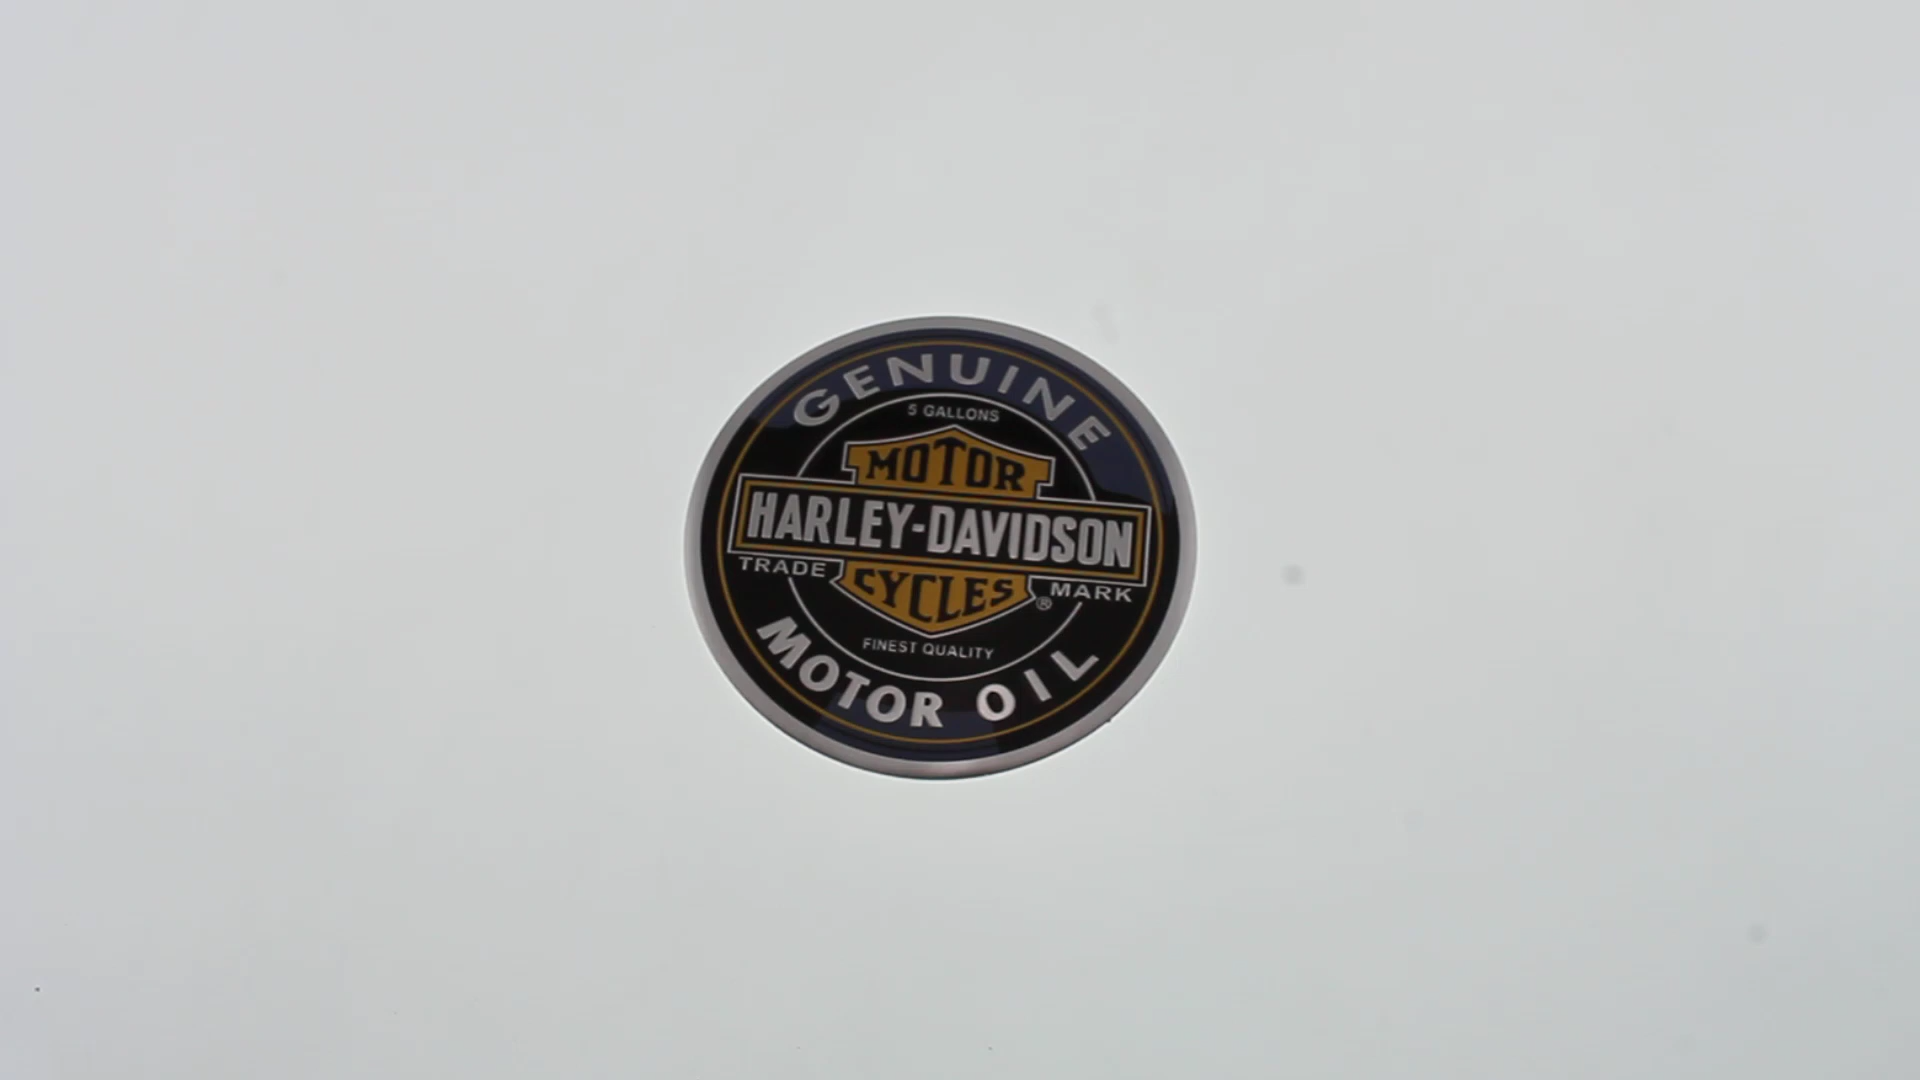 GENUINE
5 GALLONS
MOTOR
HARLEY-DAVIDSON
TRADE MARK
CYCLES ®
FINEST QUALITY
MOTOR OIL